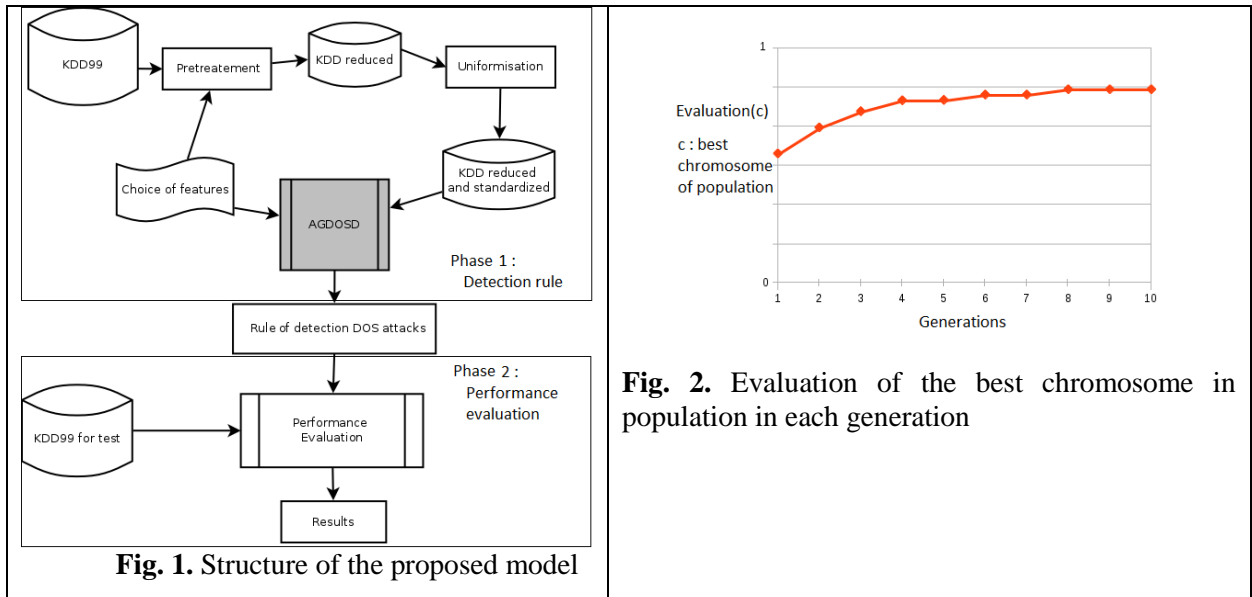 KDD99
Pretreatement
KDD reduced
Uniformisation
Choice of features
KDD reduced
and standardized
AGDOSD
Phase 1 :
Detection rule
Rule of detection DOS attacks
Phase 2 :
Performance
evaluation
KDD99 for test
Performance
Evaluation
Results
Fig. 1. Structure of the proposed model
1
Evaluation(c)
c : best
chromosome
of population
0
1 2 3 4 5 6 7 8 9 10
Generations
Fig. 2. Evaluation of the best chromosome in
population in each generation